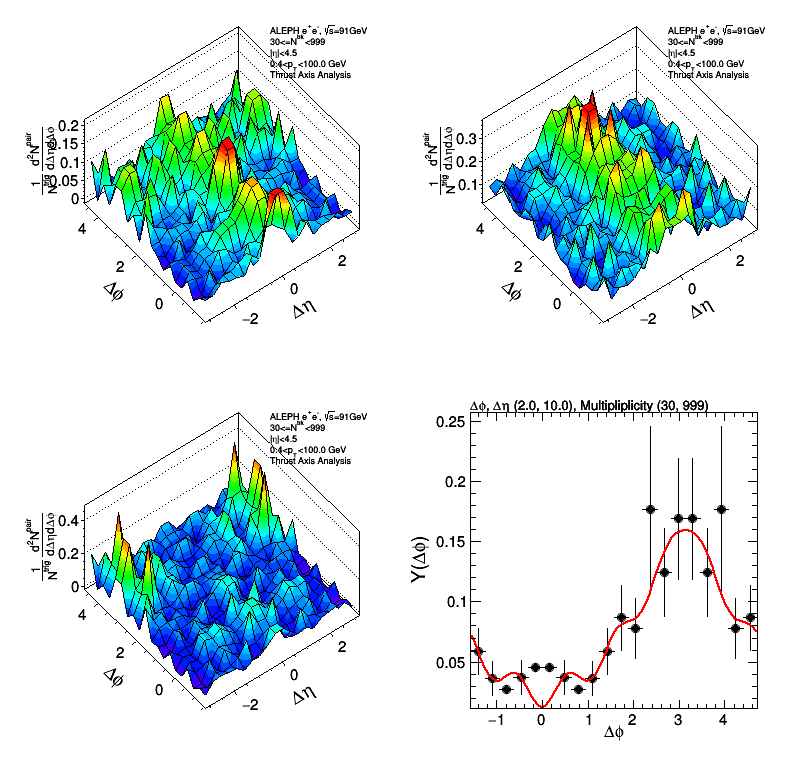 ALEPH e⁺e⁻, √s=91GeV
30<=N^trk<999
|η|<4.5
0.4<p_T<100.0 GeV
Thrust Axis Analysis
1/N^trig d²N^pair/dΔηdΔφ
0.2
0.15
0.1
0.05
0
4
2
0
Δφ
−2
0
2
Δη
ALEPH e⁺e⁻, √s=91GeV
30<=N^trk<999
|η|<4.5
0.4<p_T<100.0 GeV
Thrust Axis Analysis
1/N^trig d²N^pair/dΔηdΔφ
0.3
0.2
0.1
4
2
0
Δφ
−2
0
2
Δη
ALEPH e⁺e⁻, √s=91GeV
30<=N^trk<999
|η|<4.5
0.4<p_T<100.0 GeV
Thrust Axis Analysis
1/N^trig d²N^pair/dΔηdΔφ
0.4
0.2
0
4
2
0
Δφ
−2
0
2
Δη
Δφ, Δη (2.0, 10.0), Multipliplicity (30, 999)
0.25
0.2
0.15
0.1
0.05
Y(Δφ)
−1 0 1 2 3 4
Δφ